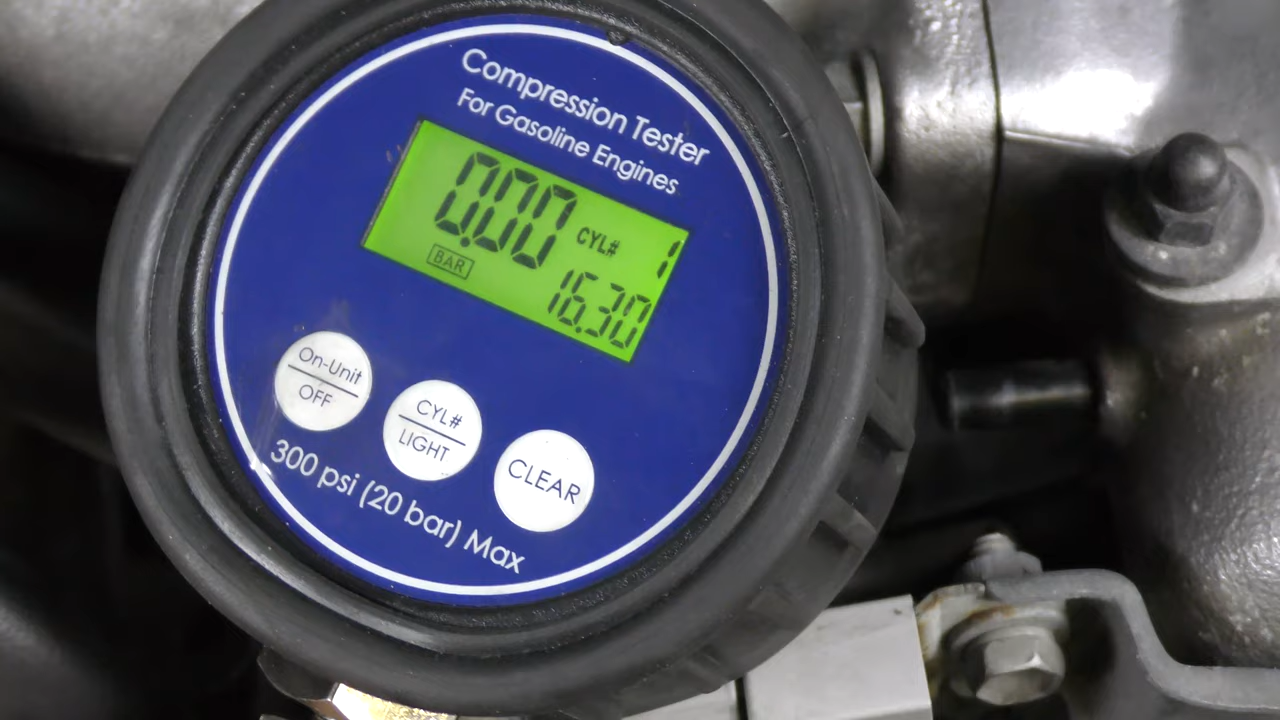 Compression Tester
For Gasoline Engines
0.00 CYL# 1
BAR 16.30
On-Unit
OFF
CYL#
LIGHT
CLEAR
300 psi (20 bar) Max